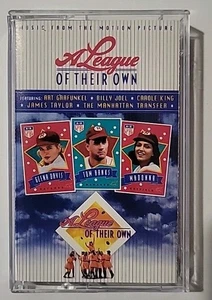 MUSIC FROM THE MOTION PICTURE
A League
OF THEIR OWN
FEATURING: ART GARFUNKEL • BILLY JOEL • CAROLE KING
• JAMES TAYLOR • THE MANHATTAN TRANSFER •
GEENA DAVIS
TOM HANKS
MADONNA
A League
OF THEIR OWN